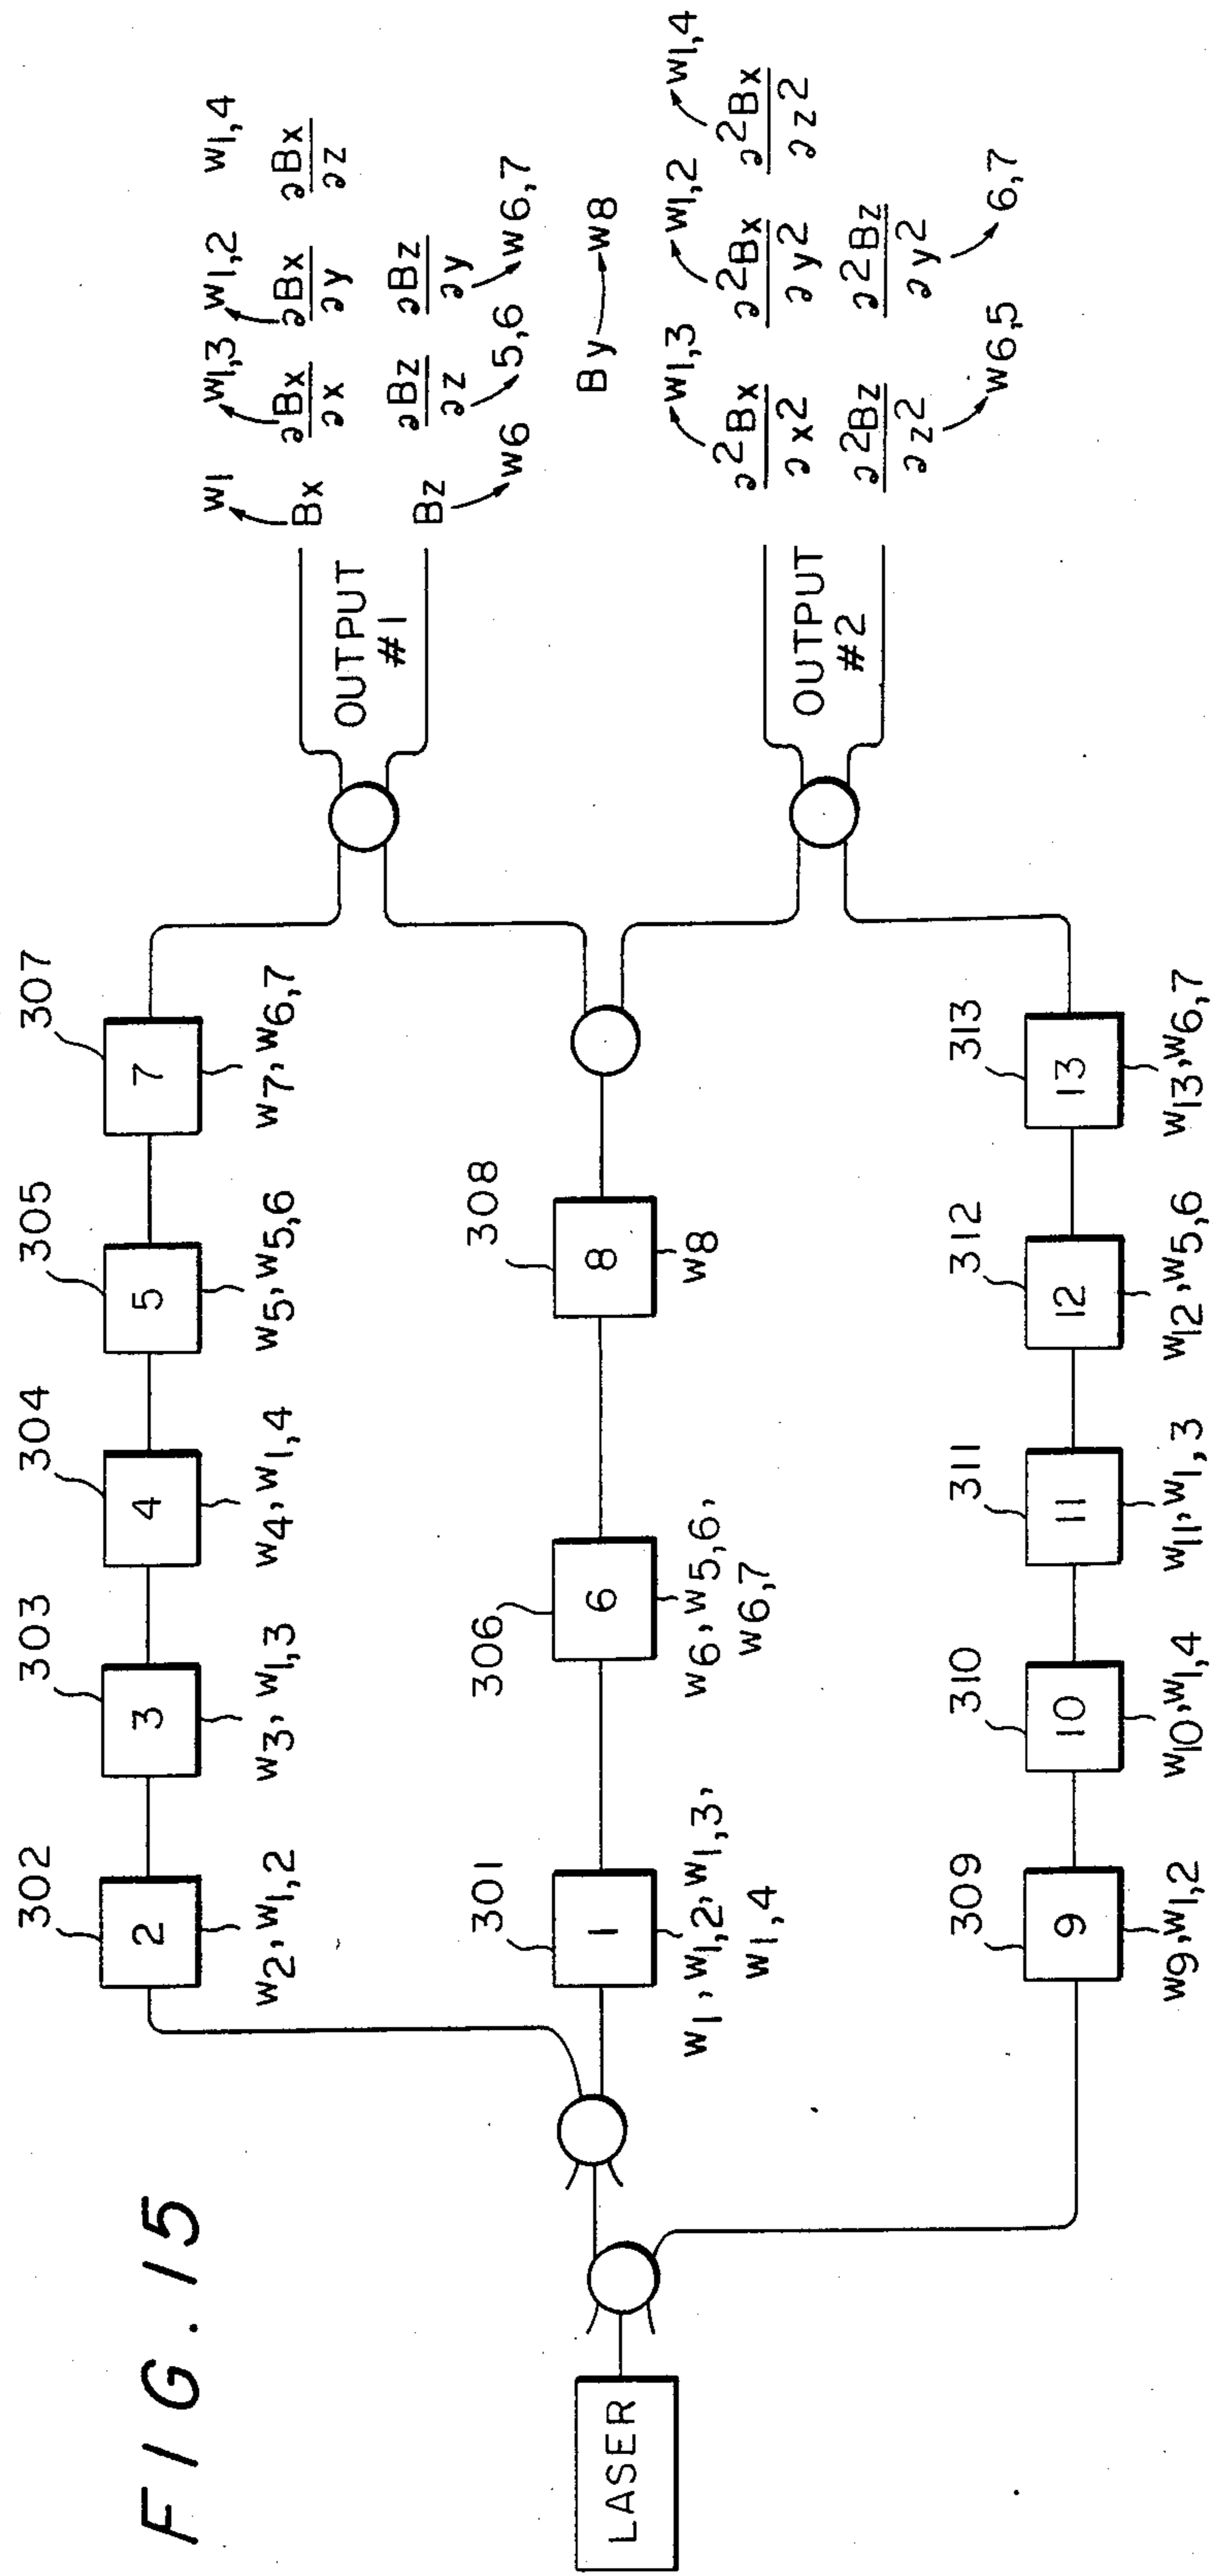 FIG. 15
302 303 304 305 307
2 3 4 5 7
w2, w1,2 w3, w1,3 w4, w1,4 w5, w5,6 w7, w6,7
LASER
301 306 308
1 6 8
w1, w1,2, w1,3, w6, w5,6, w8
w1,4 w6,7
309 310 311 312 313
9 10 11 12 13
w9, w1,2 w10, w1,4 w11, w1,3 w12, w5,6 w13, w6,7
OUTPUT
#1
w1 w1,3 w1,2 w1,4
Bx ∂Bx/∂x ∂Bx/∂y ∂Bx/∂z
Bz ∂Bz/∂z ∂Bz/∂y
w6 5,6 w6,7
By w8
OUTPUT
#2
w1,3 w1,2 w1,4
∂²Bx/∂x² ∂²Bx/∂y² ∂²Bx/∂z²
∂²Bz/∂z² ∂²Bz/∂y²
w6,5 6,7